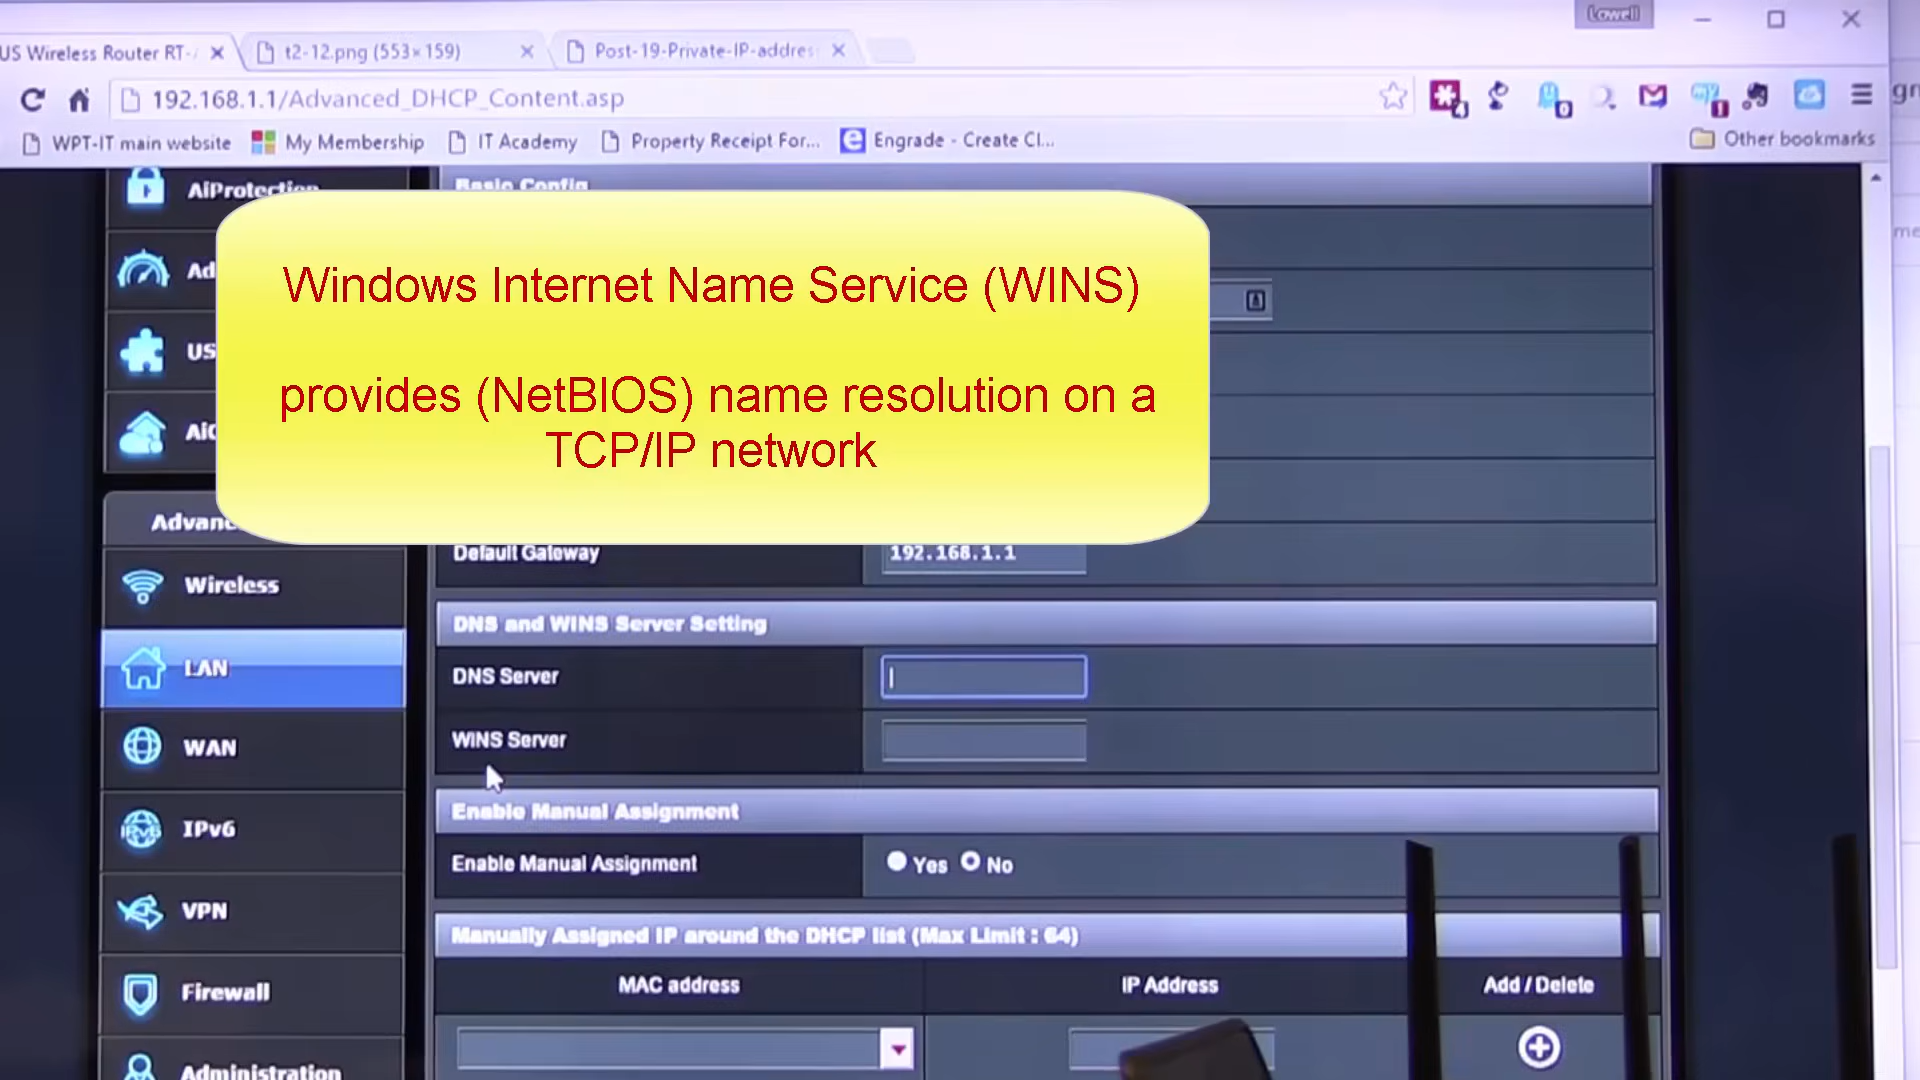 Lowell
US Wireless Router RT-
t2-12.png (553×159)
Post-19-Private-IP-addres
192.168.1.1/Advanced_DHCP_Content.asp
WPT-IT main website
My Membership
IT Academy
Property Receipt For...
Engrade - Create Cl...
Other bookmarks
AiProtection
Basic Config
Ad
US
AiC
Windows Internet Name Service (WINS)
provides (NetBIOS) name resolution on a
TCP/IP network
Advanc
Default Gateway
192.168.1.1
Wireless
DNS and WINS Server Setting
LAN
DNS Server
WAN
WINS Server
Enable Manual Assignment
IPv6
Enable Manual Assignment
Yes
No
VPN
Manually Assigned IP around the DHCP list (Max Limit : 64)
Firewall
MAC address
IP Address
Add / Delete
Administration